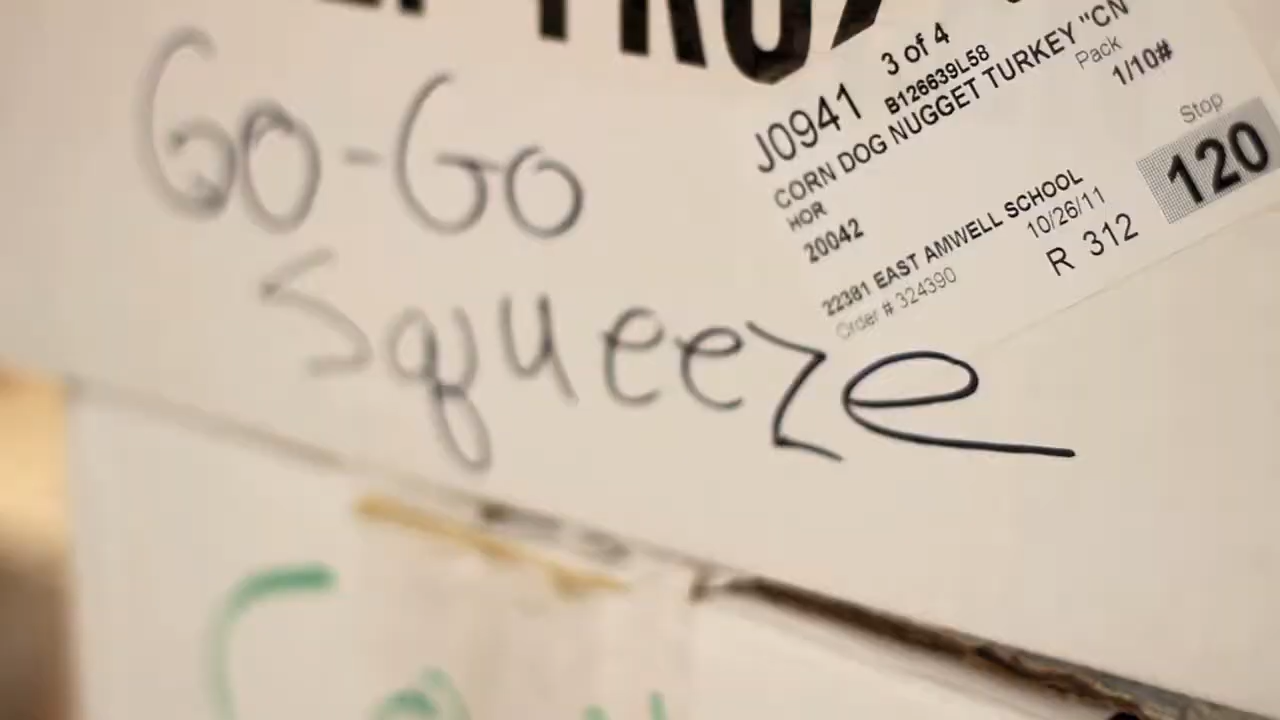 Go-Go
Squeeze
3 of 4
J0941
B126639L58
CORN DOG NUGGET TURKEY "CN
Pack
1/10#
HOR
20042
Stop
120
22381 EAST AMWELL SCHOOL
10/26/11
Order # 324390
R 312